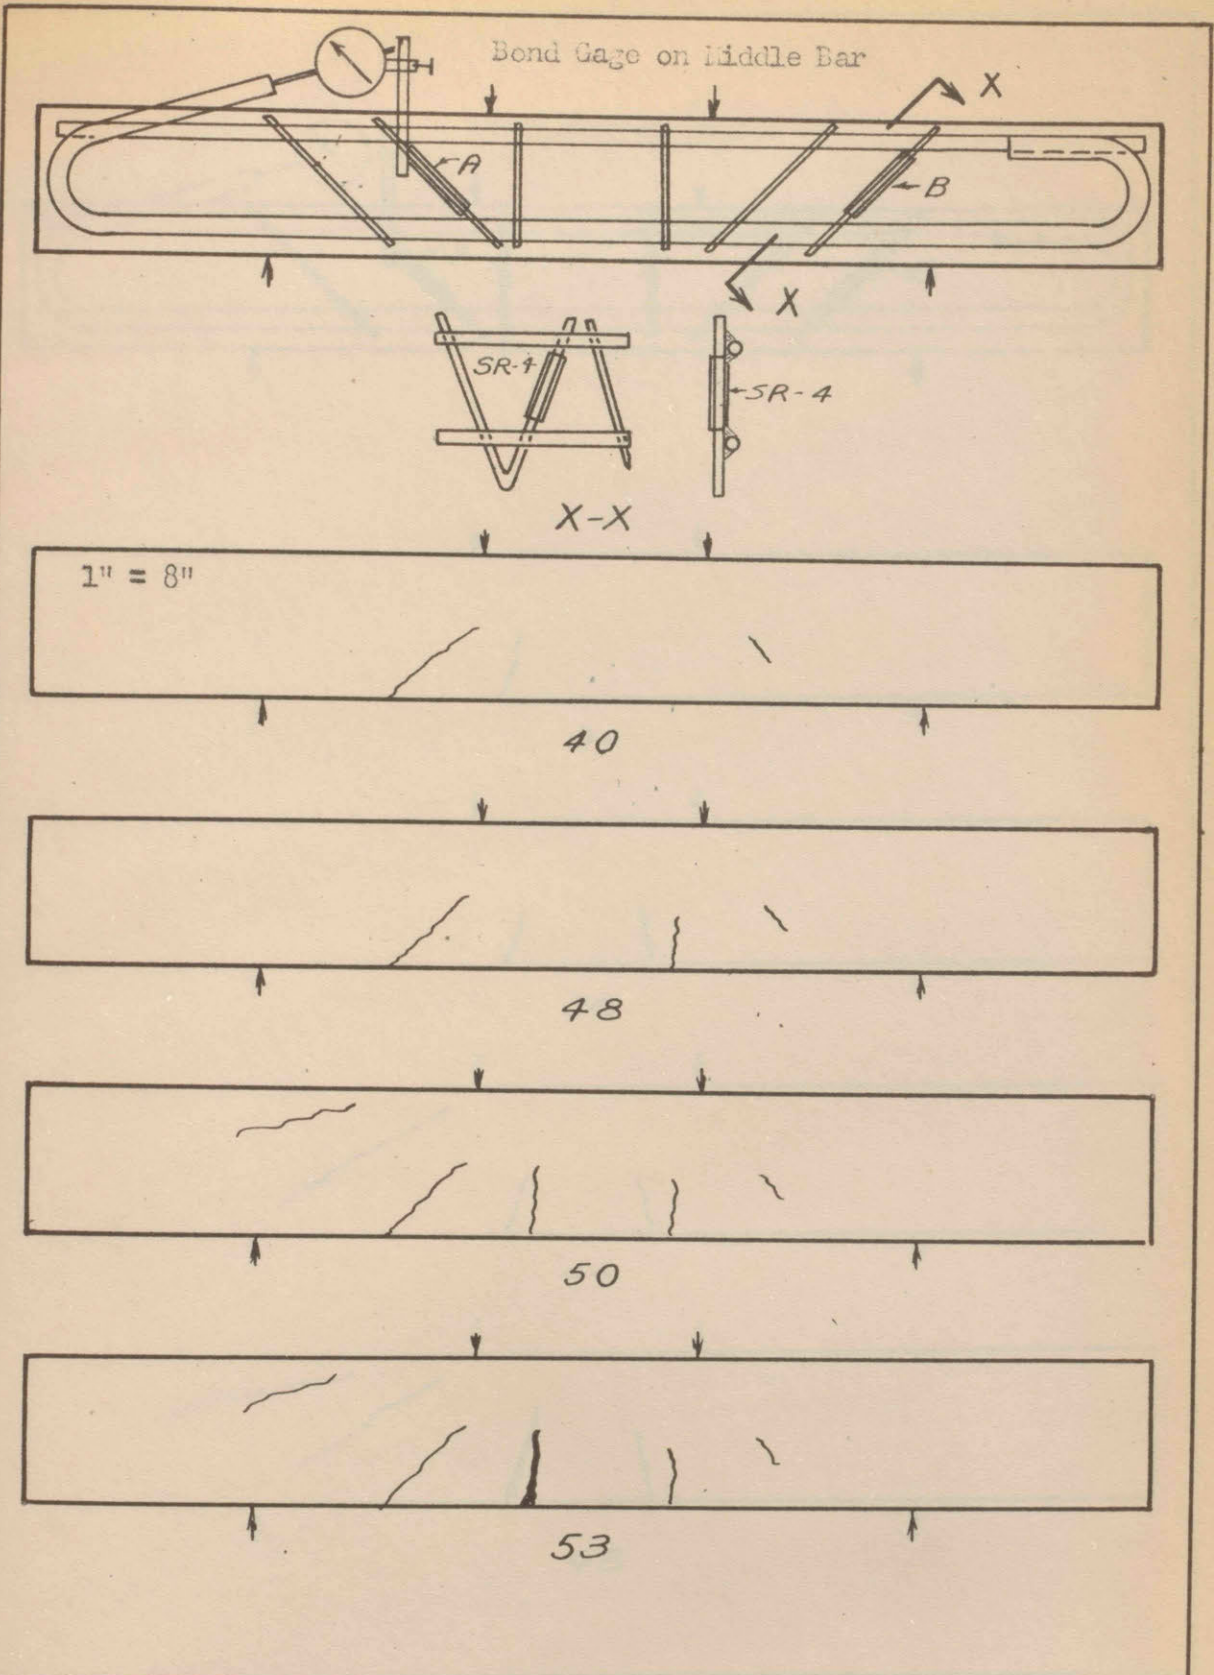 Bond Gage on Middle Bar
X
A
B
X
SR-4
SR-4
X-X
1" = 8"
40
48
50
53